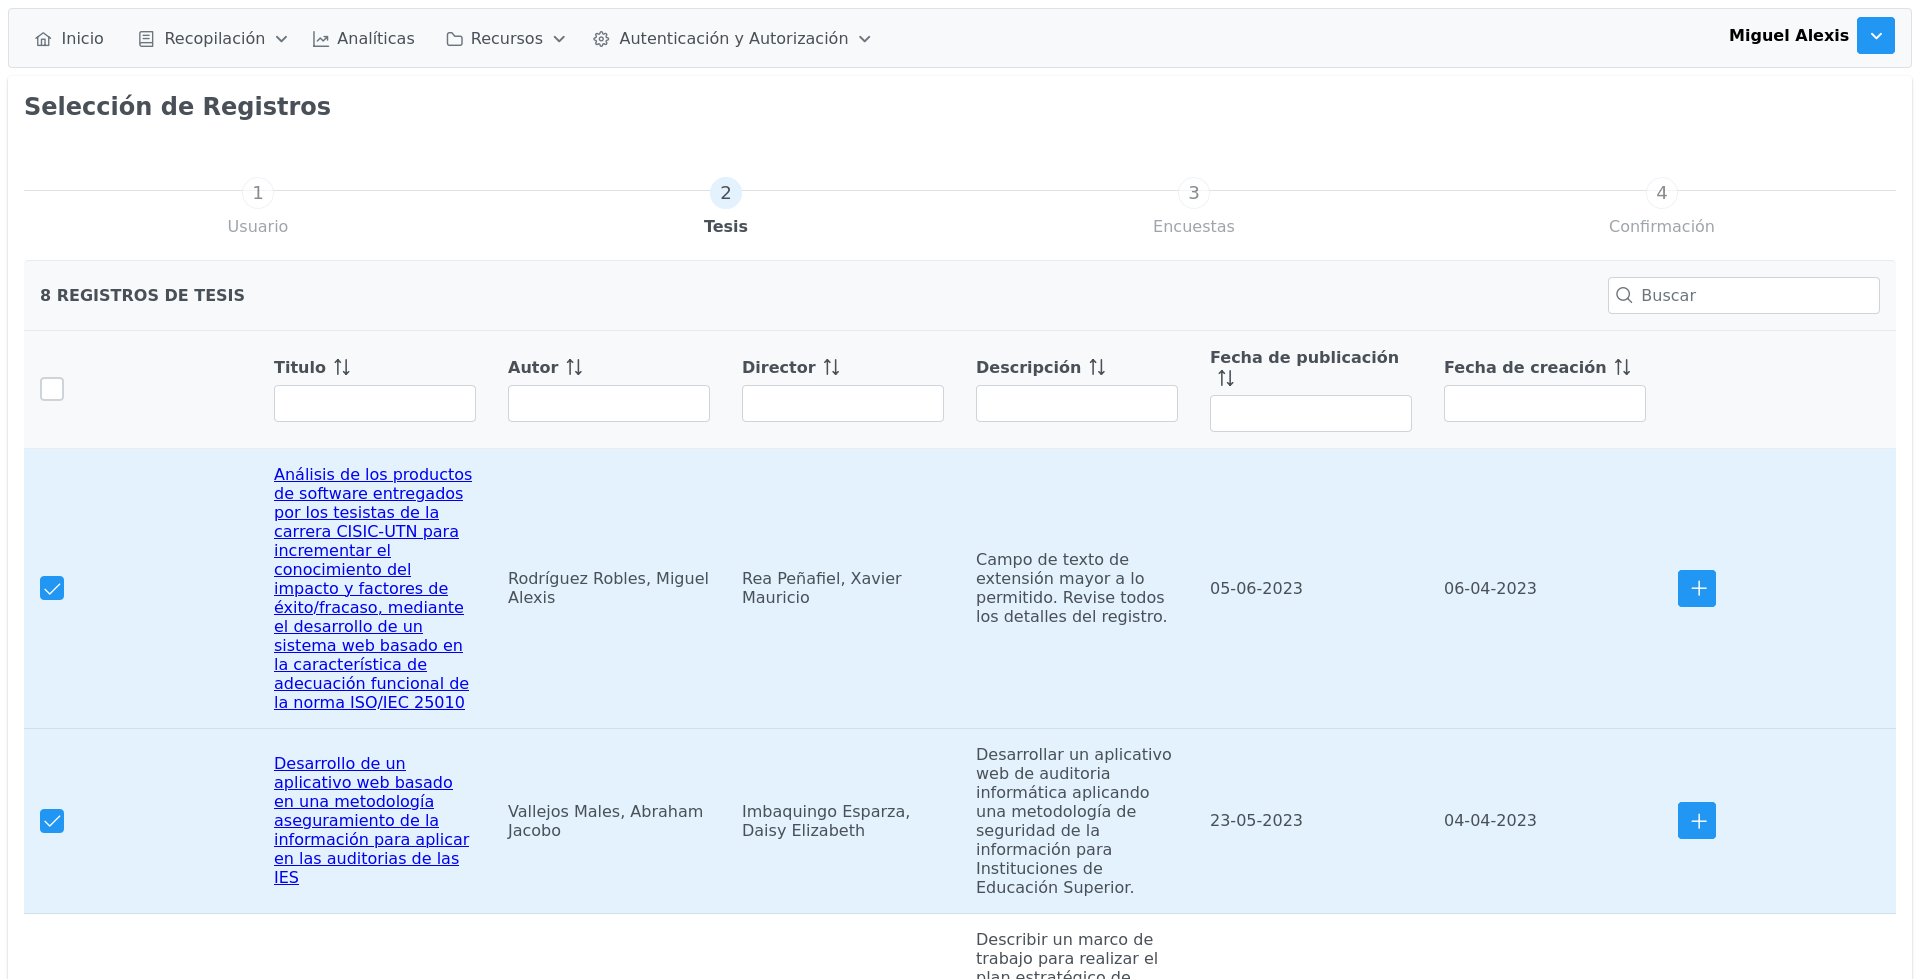 Inicio Recopilación Analíticas Recursos Autenticación y Autorización Miguel Alexis
Selección de Registros
1 2 3 4
Usuario Tesis Encuestas Confirmación
8 REGISTROS DE TESIS Buscar
Titulo Autor Director Descripción Fecha de publicación Fecha de creación
Análisis de los productos
de software entregados
por los tesistas de la
carrera CISIC-UTN para
incrementar el
conocimiento del
impacto y factores de
éxito/fracaso, mediante
el desarrollo de un
sistema web basado en
la característica de
adecuación funcional de
la norma ISO/IEC 25010
Rodríguez Robles, Miguel
Alexis
Rea Peñafiel, Xavier
Mauricio
Campo de texto de
extensión mayor a lo
permitido. Revise todos
los detalles del registro.
05-06-2023
06-04-2023
Desarrollo de un
aplicativo web basado
en una metodología
aseguramiento de la
información para aplicar
en las auditorias de las
IES
Vallejos Males, Abraham
Jacobo
Imbaquingo Esparza,
Daisy Elizabeth
Desarrollar un aplicativo
web de auditoria
informática aplicando
una metodología de
seguridad de la
información para
Instituciones de
Educación Superior.
23-05-2023
04-04-2023
Describir un marco de
trabajo para realizar el
plan estratégico de